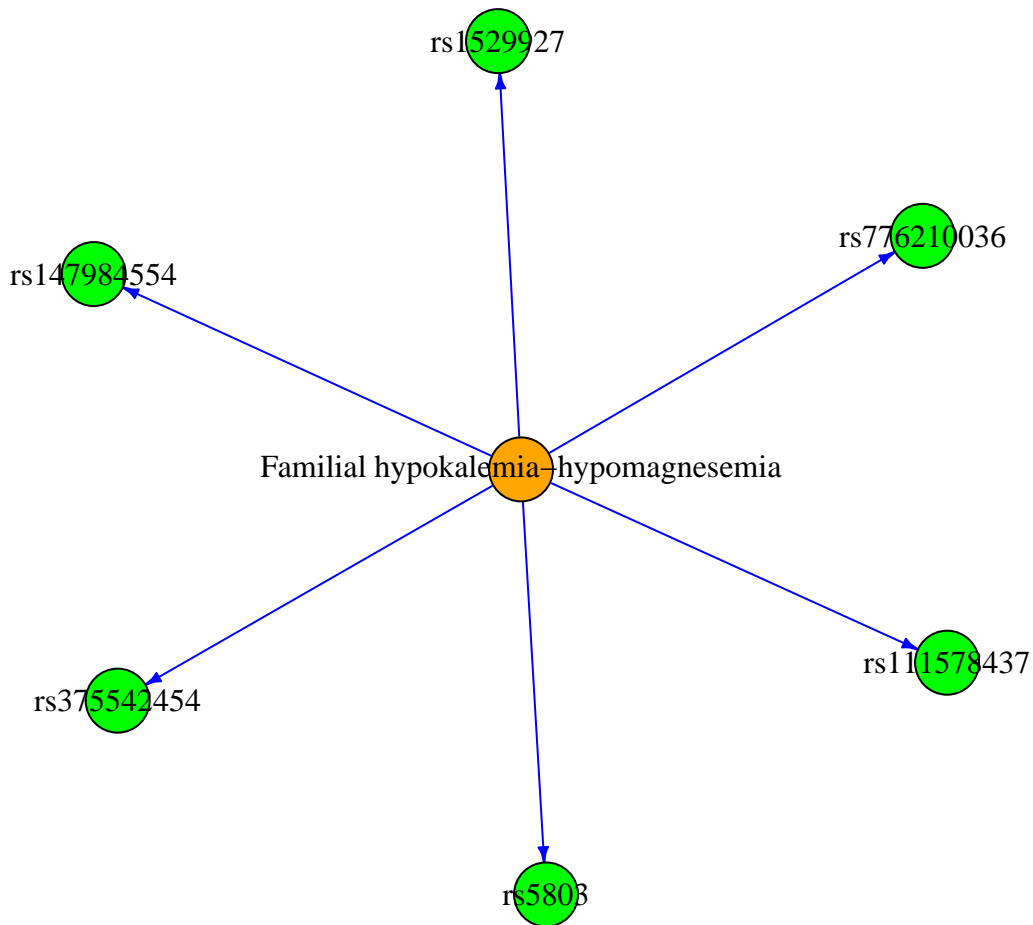 rs1529927
rs776210036
rs147984554
Familial hypokalemia−hypomagnesemia
rs111578437
rs375542454
rs5803